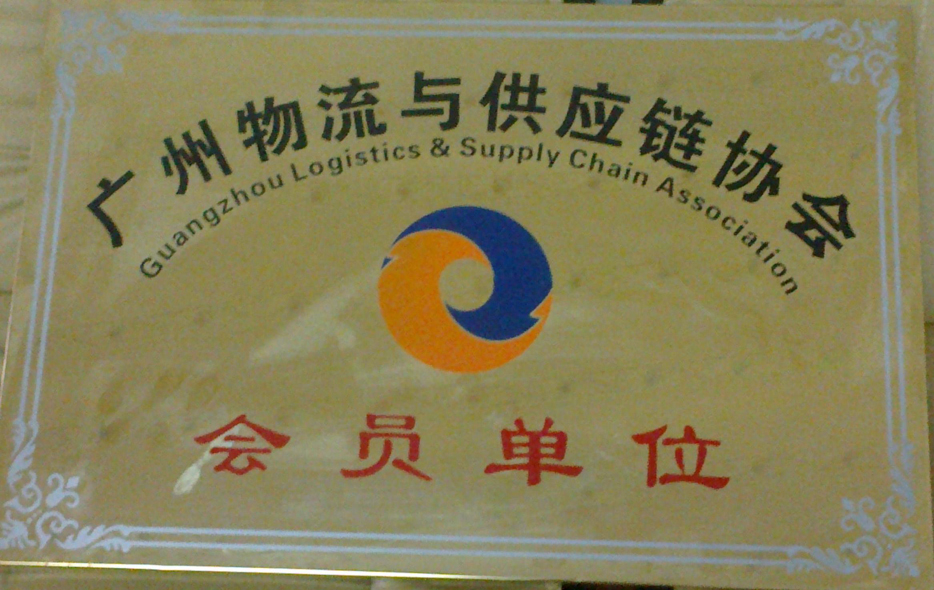 广州物流与供应链协会
Guangzhou Logistics & Supply Chain Association
会员单位